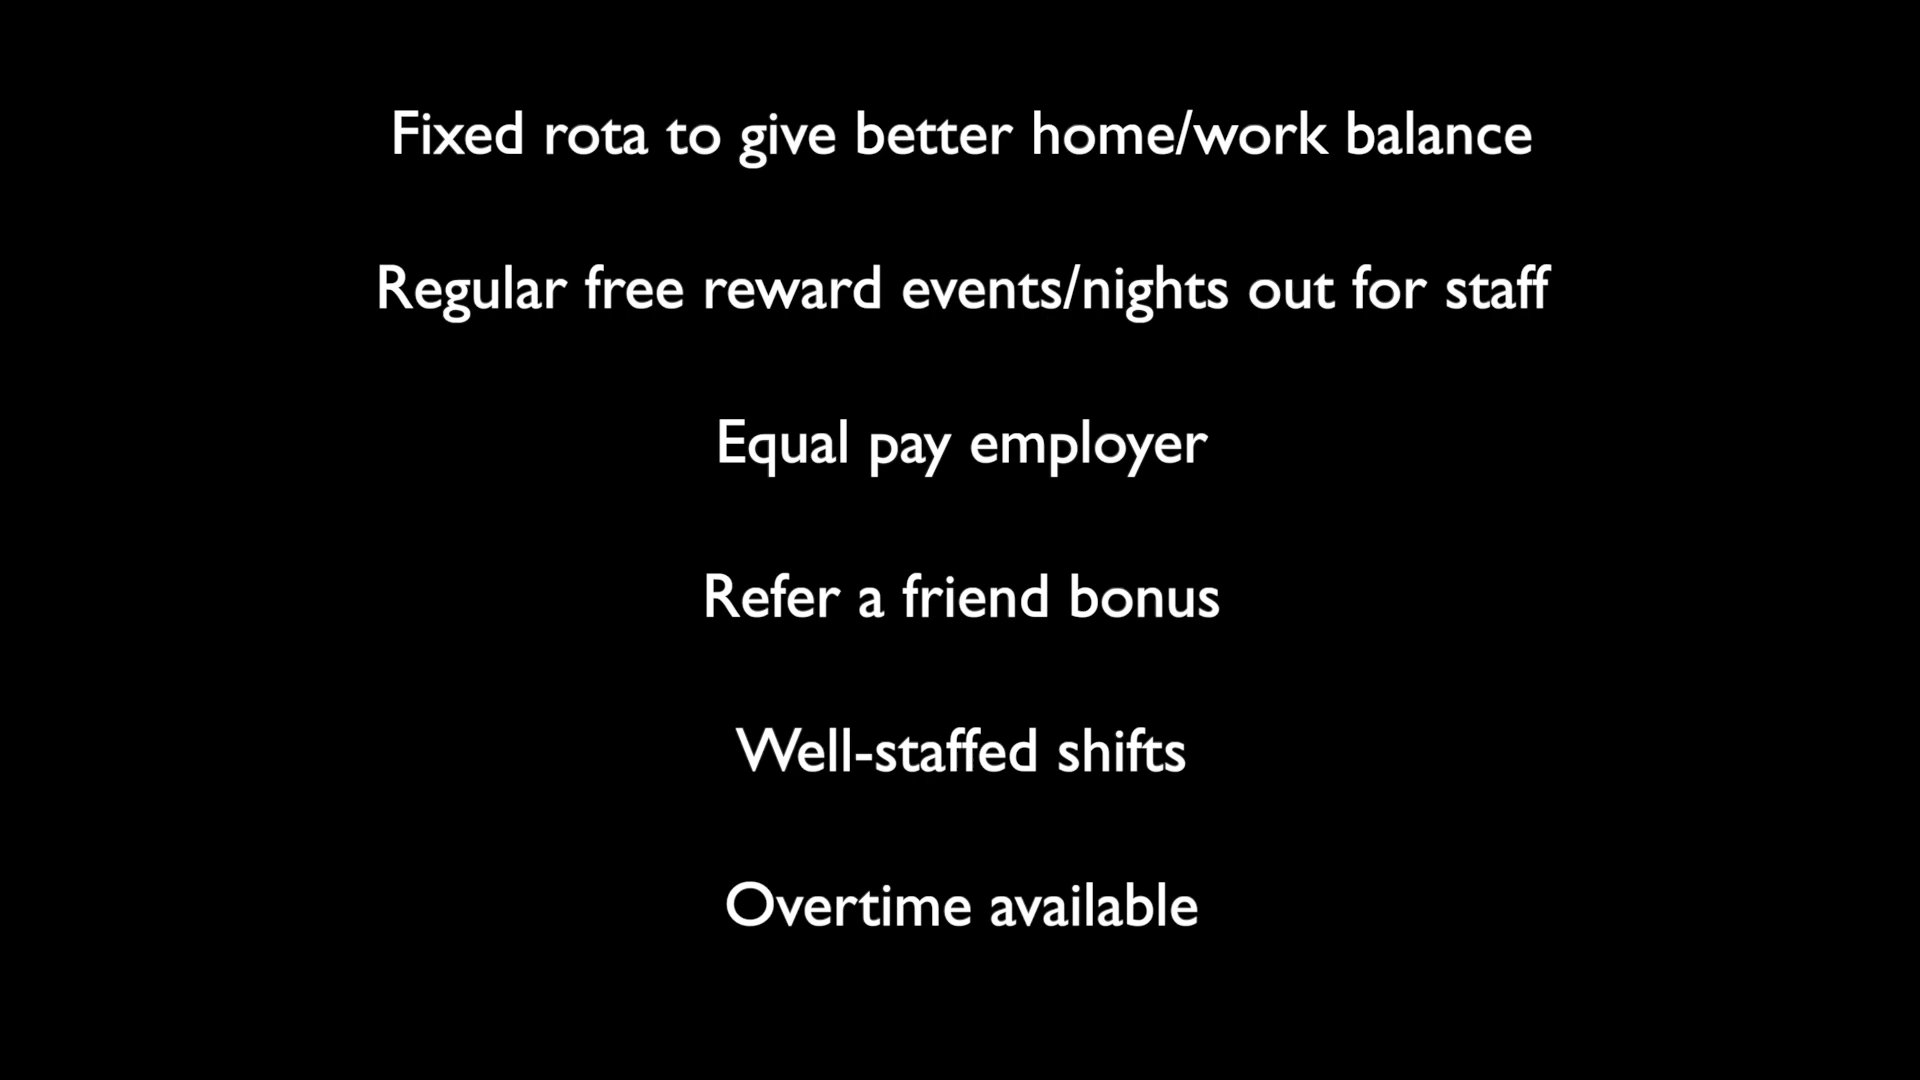 Fixed rota to give better home/work balance
Regular free reward events/nights out for staff
Equal pay employer
Refer a friend bonus
Well-staffed shifts
Overtime available